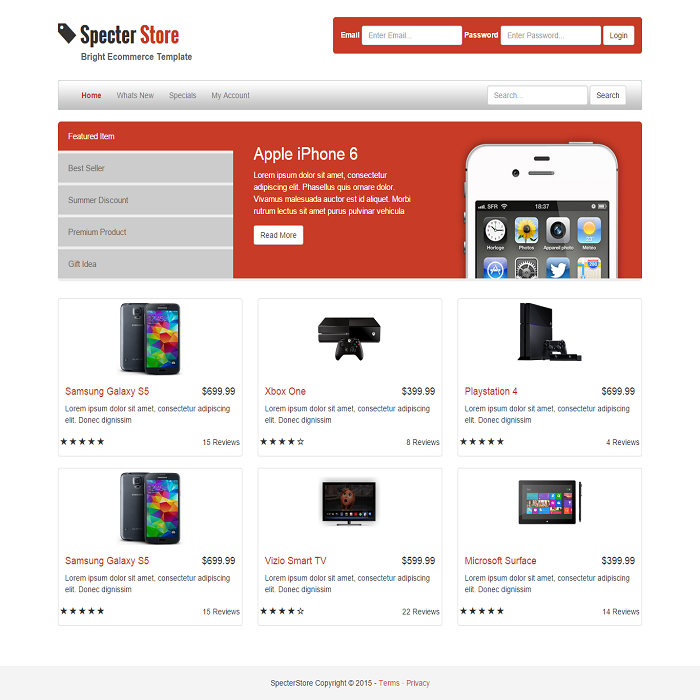 Specter Store
Bright Ecommerce Template
Email Enter Email... Password Enter Password... Login
Home Whats New Specials My Account Search... Search
Featured Item
Best Seller
Summer Discount
Premium Product
Gift Idea
Apple iPhone 6
Lorem ipsum dolor sit amet, consectetur
adipiscing elit. Phasellus quis ornare dolor.
Vivamus malesuada auctor est id aliquet. Morbi
rutrum lectus sit amet purus pulvinar vehicula
Read More
SFR 18:37
Horloge Photos Appareil photo Météo
Samsung Galaxy S5 $699.99
Lorem ipsum dolor sit amet, consectetur adipiscing
elit. Donec dignissim
★★★★★ 15 Reviews
Xbox One $399.99
Lorem ipsum dolor sit amet, consectetur adipiscing
elit. Donec dignissim
★★★★☆ 8 Reviews
Playstation 4 $699.99
Lorem ipsum dolor sit amet, consectetur adipiscing
elit. Donec dignissim
★★★★★ 4 Reviews
Samsung Galaxy S5 $699.99
Lorem ipsum dolor sit amet, consectetur adipiscing
elit. Donec dignissim
★★★★★ 15 Reviews
Vizio Smart TV $599.99
Lorem ipsum dolor sit amet, consectetur adipiscing
elit. Donec dignissim
★★★★☆ 22 Reviews
Microsoft Surface $399.99
Lorem ipsum dolor sit amet, consectetur adipiscing
elit. Donec dignissim
★★★★★ 14 Reviews
SpecterStore Copyright © 2015 - Terms - Privacy